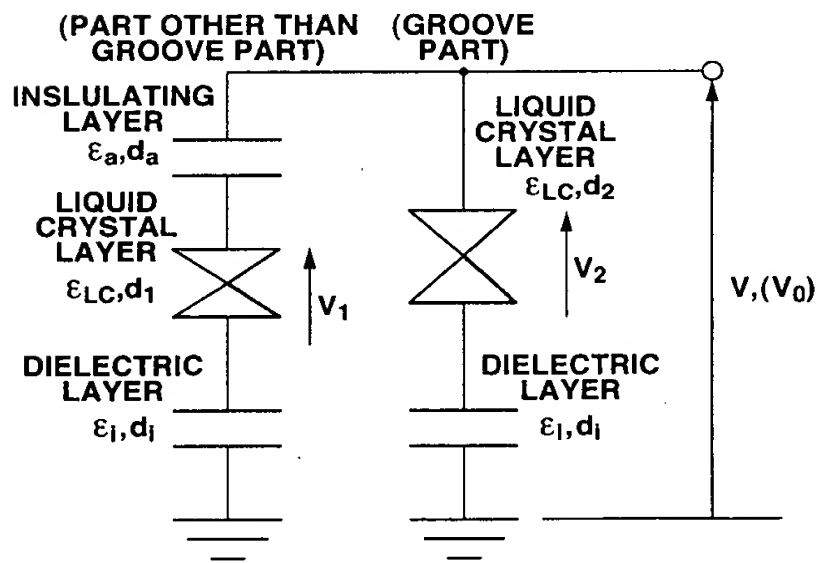 (PART OTHER THAN
GROOVE PART)
(GROOVE
PART)
INSLULATING
LAYER
εa,da
LIQUID
CRYSTAL
LAYER
εLC,d1
V1
DIELECTRIC
LAYER
εi,di
LIQUID
CRYSTAL
LAYER
εLC,d2
V2
DIELECTRIC
LAYER
εi,di
V,(V0)